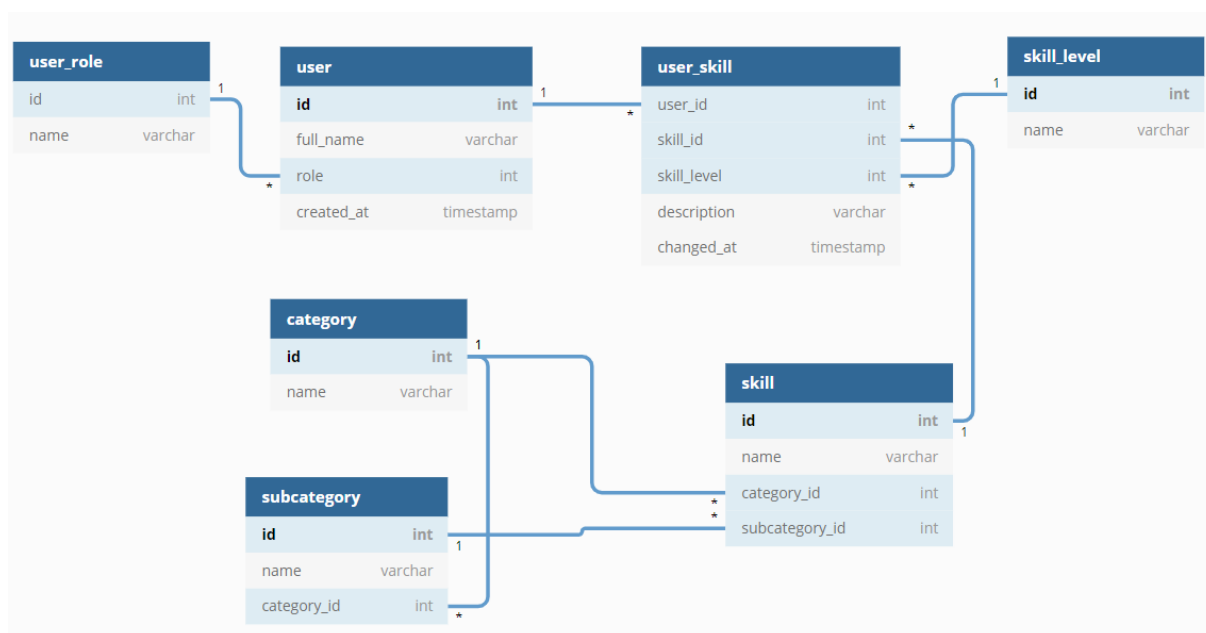 user_role
id int
name varchar
1
*
user
id int
full_name varchar
role int
created_at timestamp
1
*
user_skill
user_id int
skill_id int
skill_level int
description varchar
changed_at timestamp
*
*
1
skill_level
id int
name varchar
category
id int
name varchar
1
subcategory
id int
name varchar
category_id int
1
*
*
*
skill
id int
name varchar
category_id int
subcategory_id int
1